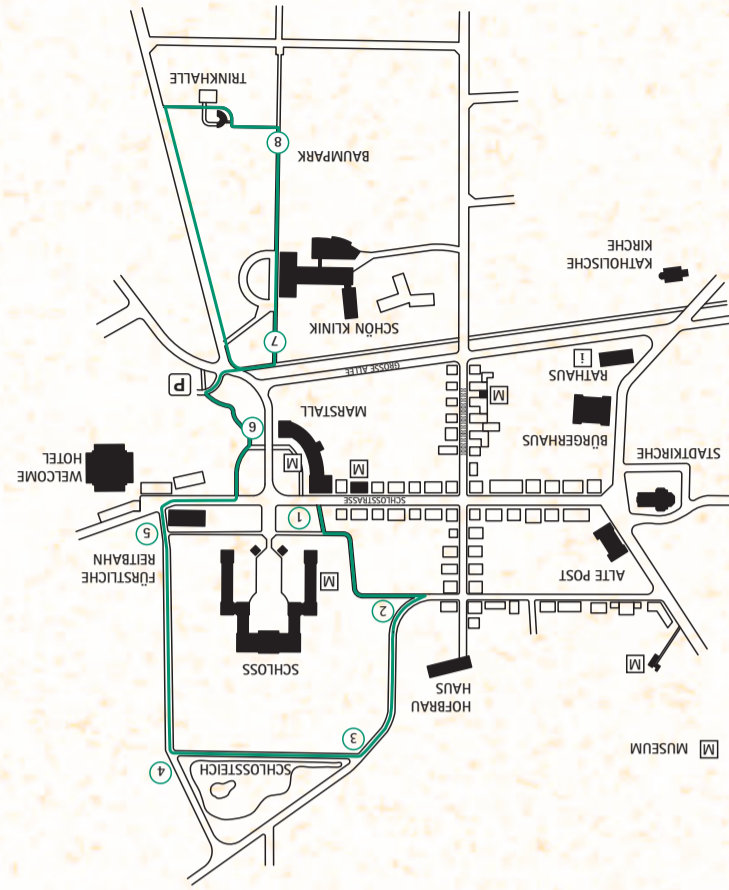 M MUSEUM
4
SCHLOSSTEICH
3
HOFBRAU
HAUS
M
SCHLOSS
2
ALTE POST
M
FÜRSTLICHE
REITBAHN
5
1
SCHLOSSTRASSE
STADTKIRCHE
M
M
WELCOME
HOTEL
BÜRGERHAUS
MARSTALL
6
M
RATHAUS
i
GROSSE ALLEE
P
7
SCHÖN KLINIK
KATHOLISCHE
KIRCHE
BAUMPARK
8
TRINKHALLE